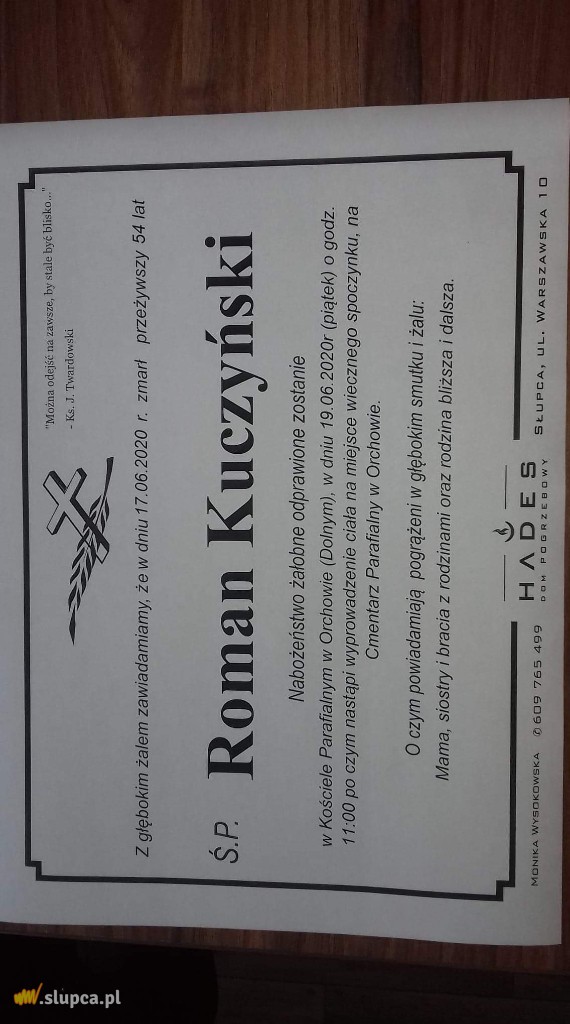 "Można odejść na zawsze, by stale być blisko..."
- Ks. J. Twardowski
Z głębokim żalem zawiadamiamy, że w dniu 17.06.2020 r. zmarł przeżywszy 54 lat
Ś.P. Roman Kuczyński
Nabożeństwo żałobne odprawione zostanie
w Kościele Parafialnym w Orchowie (Dolnym), w dniu 19.06.2020r (piątek) o godz.
11:00 po czym nastąpi wyprowadzenie ciała na miejsce wiecznego spoczynku, na
Cmentarz Parafialny w Orchowie.
O czym powiadamiają pogrążeni w głębokim smutku i żalu:
Mama, siostry i bracia z rodzinami oraz rodzina bliższa i dalsza.
MONIKA WYSOKOWSKA ✆609 765 499
HADES
DOM POGRZEBOWY
SŁUPCA, UL. WARSZAWSKA 10
.slupca.pl